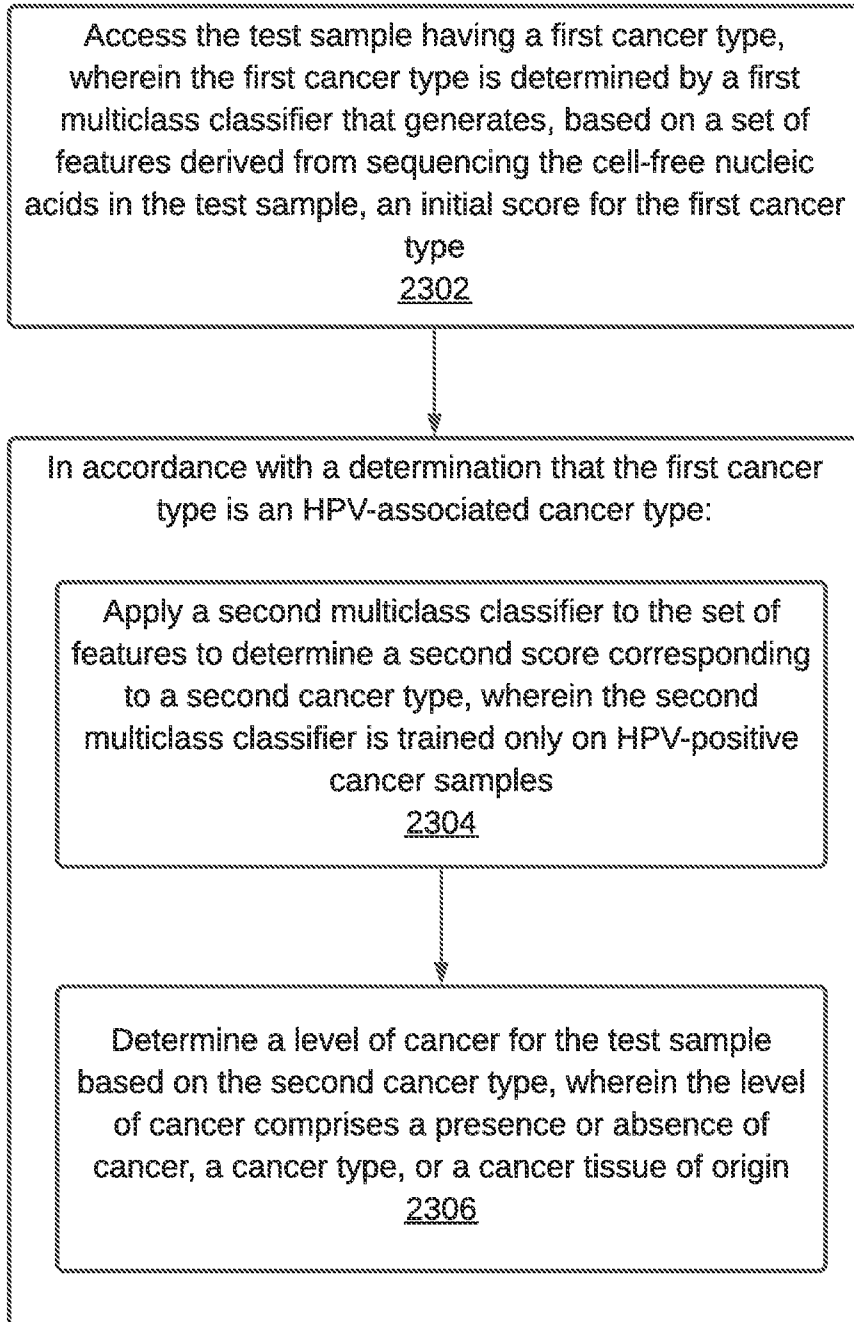 Access the test sample having a first cancer type,
wherein the first cancer type is determined by a first
multiclass classifier that generates, based on a set of
features derived from sequencing the cell-free nucleic
acids in the test sample, an initial score for the first cancer
type
2302
In accordance with a determination that the first cancer
type is an HPV-associated cancer type:
Apply a second multiclass classifier to the set of
features to determine a second score corresponding
to a second cancer type, wherein the second
multiclass classifier is trained only on HPV-positive
cancer samples
2304
Determine a level of cancer for the test sample
based on the second cancer type, wherein the level
of cancer comprises a presence or absence of
cancer, a cancer type, or a cancer tissue of origin
2306